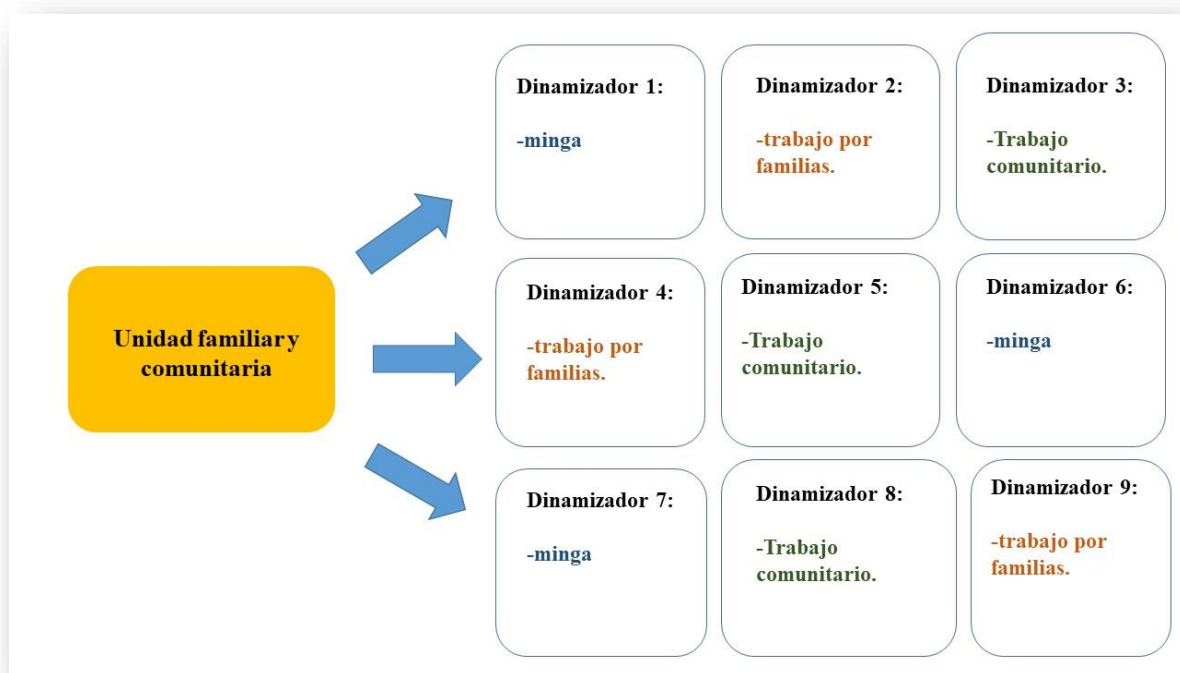 Unidad familiar y
comunitaria
Dinamizador 1:
-minga
Dinamizador 2:
-trabajo por
familias.
Dinamizador 3:
-Trabajo
comunitario.
Dinamizador 4:
-trabajo por
familias.
Dinamizador 5:
-Trabajo
comunitario.
Dinamizador 6:
-minga
Dinamizador 7:
-minga
Dinamizador 8:
-Trabajo
comunitario.
Dinamizador 9:
-trabajo por
familias.